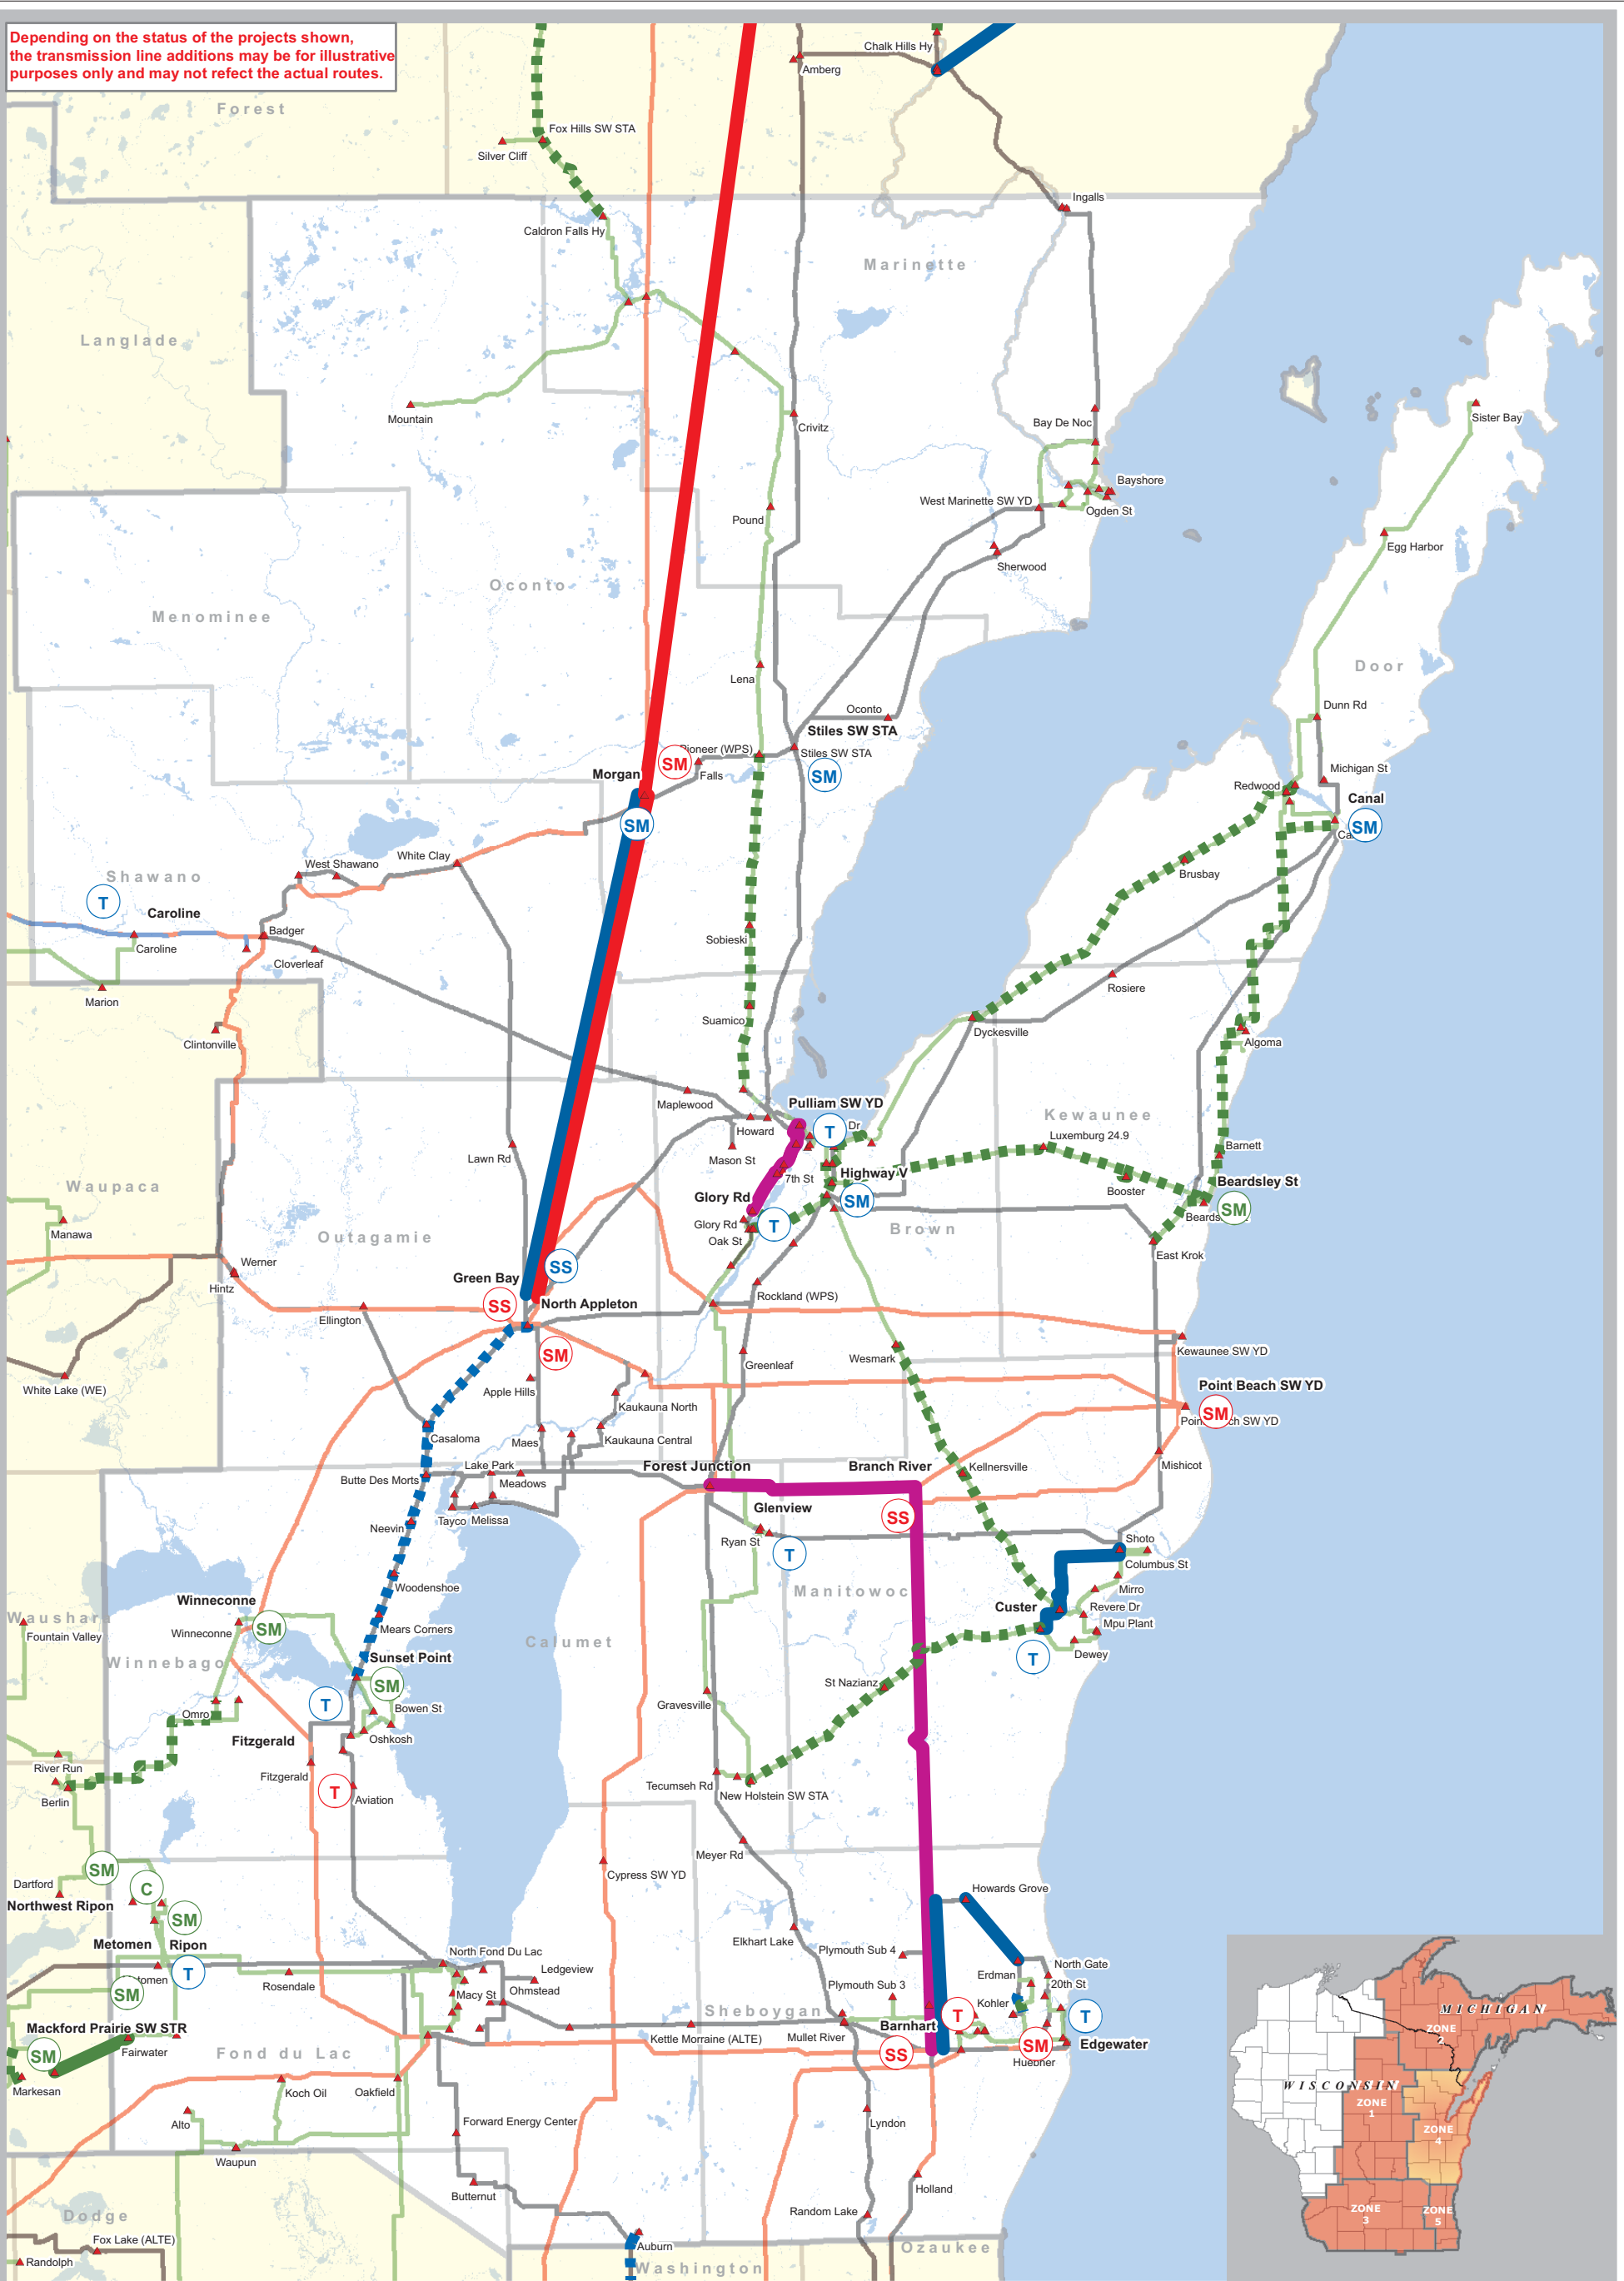 Depending on the status of the projects shown,
the transmission line additions may be for illustrative
purposes only and may not refect the actual routes.
Chalk Hills Hy
Amberg
Forest
Fox Hills SW STA
Silver Cliff
Ingalls
Caldron Falls Hy
Marinette
Langlade
Mountain
Crivitz
Bay De Noc
Sister Bay
Bayshore
West Marinette SW YD
Ogden St
Pound
Egg Harbor
Sherwood
Oconto
Menominee
Door
Lena
Dunn Rd
Oconto
Stiles SW STA
Pioneer (WPS)
Stiles SW STA
SM
Falls
SM
Morgan
SM
Michigan St
Redwood
Canal
SM
White Clay
West Shawano
Brusbay
Shawano
T
Caroline
Caroline
Badger
Cloverleaf
Sobieski
Marion
Rosiere
Suamico
Clintonville
Dyckesville
Algoma
Maplewood
Pulliam SW YD
T
Dr
Kewaunee
Howard
Luxemburg 24.9
Mason St
Lawn Rd
Barnett
7th St
Highway V
SM
Booster
Beardsley St
SM
Waupaca
Glory Rd
Glory Rd
T
Oak St
Brown
Manawa
Outagamie
East Krok
Werner
Hintz
SS
Green Bay
SS
North Appleton
Rockland (WPS)
Ellington
SM
Greenleaf
Wesmark
Kewaunee SW YD
White Lake (WE)
Apple Hills
Kaukauna North
Point Beach SW YD
SM
Casaloma
Maes
Kaukauna Central
Mishicot
Lake Park
Forest Junction
Branch River
Kellnersville
Butte Des Morts
Meadows
Tayco
Melissa
Glenview
SS
Neevin
Ryan St
T
Shoto
Columbus St
Woodenshoe
Manitowoc
Mirro
Winneconne
SM
Waushara
Fountain Valley
Winneconne
Mears Corners
Calumet
Custer
Revere Dr
Mpu Plant
T
Dewey
Winnebago
Sunset Point
SM
St Nazianz
T
Omro
Bowen St
Gravesville
Oshkosh
Fitzgerald
River Run
Fitzgerald
Berlin
T
Aviation
Tecumseh Rd
New Holstein SW STA
Meyer Rd
SM
Cypress SW YD
Dartford
C
Howards Grove
Northwest Ripon
SM
Metomen
Ripon
T
Elkhart Lake
North Fond Du Lac
Plymouth Sub 4
Ledgeview
North Gate
Erdman
Rosendale
20th St
SM
Macy St
Ohmstead
Plymouth Sub 3
Kohler
Sheboygan
T
T
Mackford Prairie SW STR
Barnhart
Kettle Morraine (ALTE)
Mullet River
SM
Fairwater
Fond du Lac
SS
SM
Edgewater
Huebner
Markesan
Koch Oil
Oakfield
Alto
Forward Energy Center
Lyndon
Waupun
Butternut
Holland
Random Lake
Dodge
Fox Lake (ALTE)
Auburn
Ozaukee
Randolph
Washington
MICHIGAN
ZONE
2
WISCONSIN
ZONE
1
ZONE
4
ZONE
3
ZONE
5